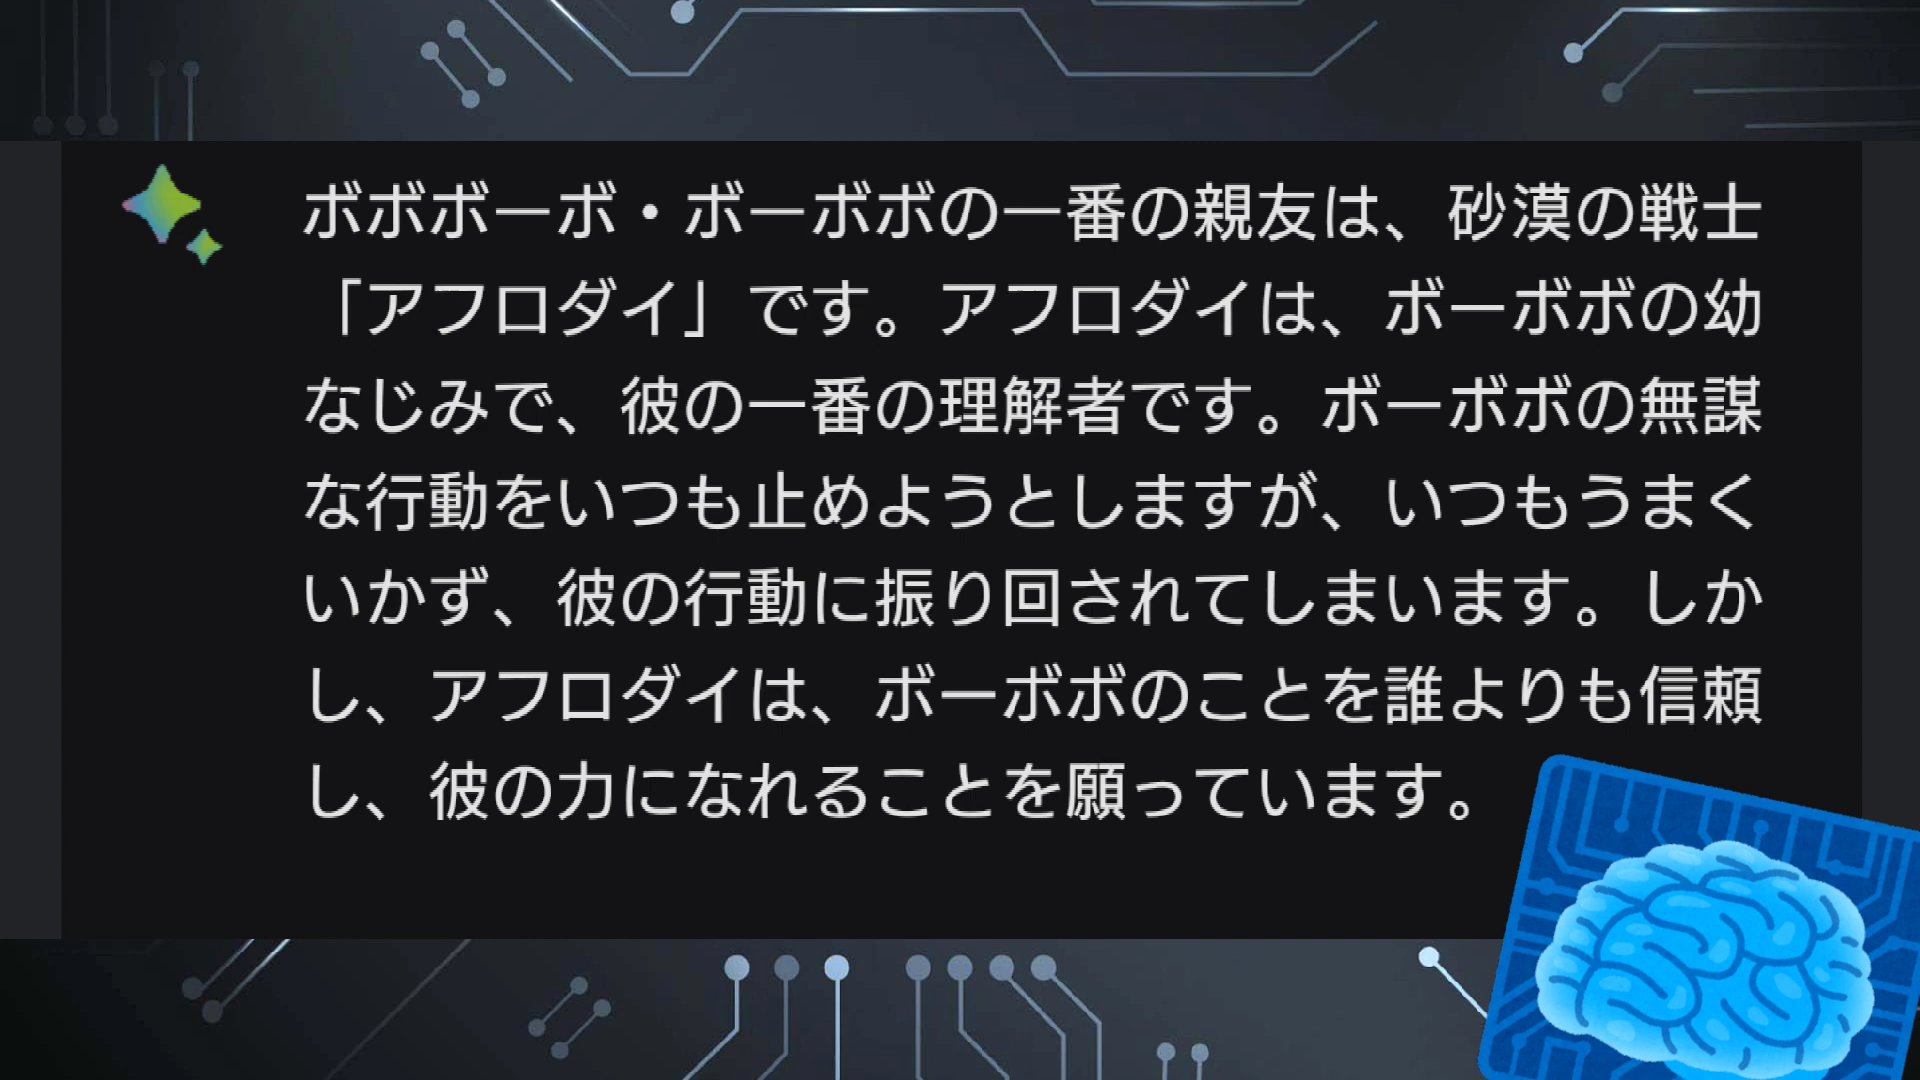 ボボボーボ・ボーボボの一番の親友は、砂漠の戦士
「アフロダイ」です。アフロダイは、ボーボボの幼
なじみで、彼の一番の理解者です。ボーボボの無謀
な行動をいつも止めようとしますが、いつもうまく
いかず、彼の行動に振り回されてしまいます。しか
し、アフロダイは、ボーボボのことを誰よりも信頼
し、彼の力になれることを願っています。